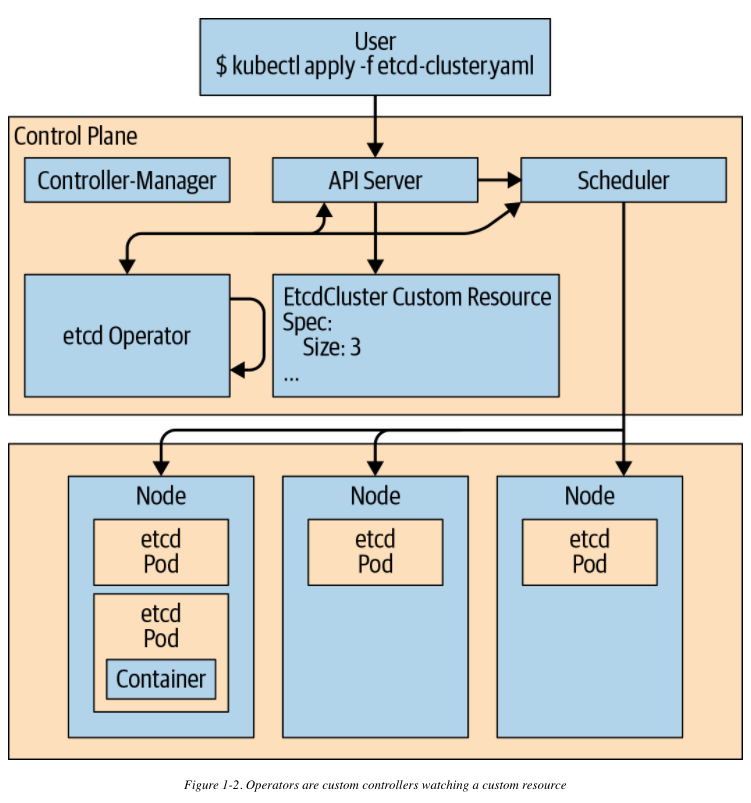 User
$ kubectl apply -f etcd-cluster.yaml
Control Plane
Controller-Manager
API Server
Scheduler
etcd Operator
EtcdCluster Custom Resource
Spec:
Size: 3
...
Node
etcd
Pod
etcd
Pod
Container
Node
etcd
Pod
Node
etcd
Pod
Figure 1-2. Operators are custom controllers watching a custom resource